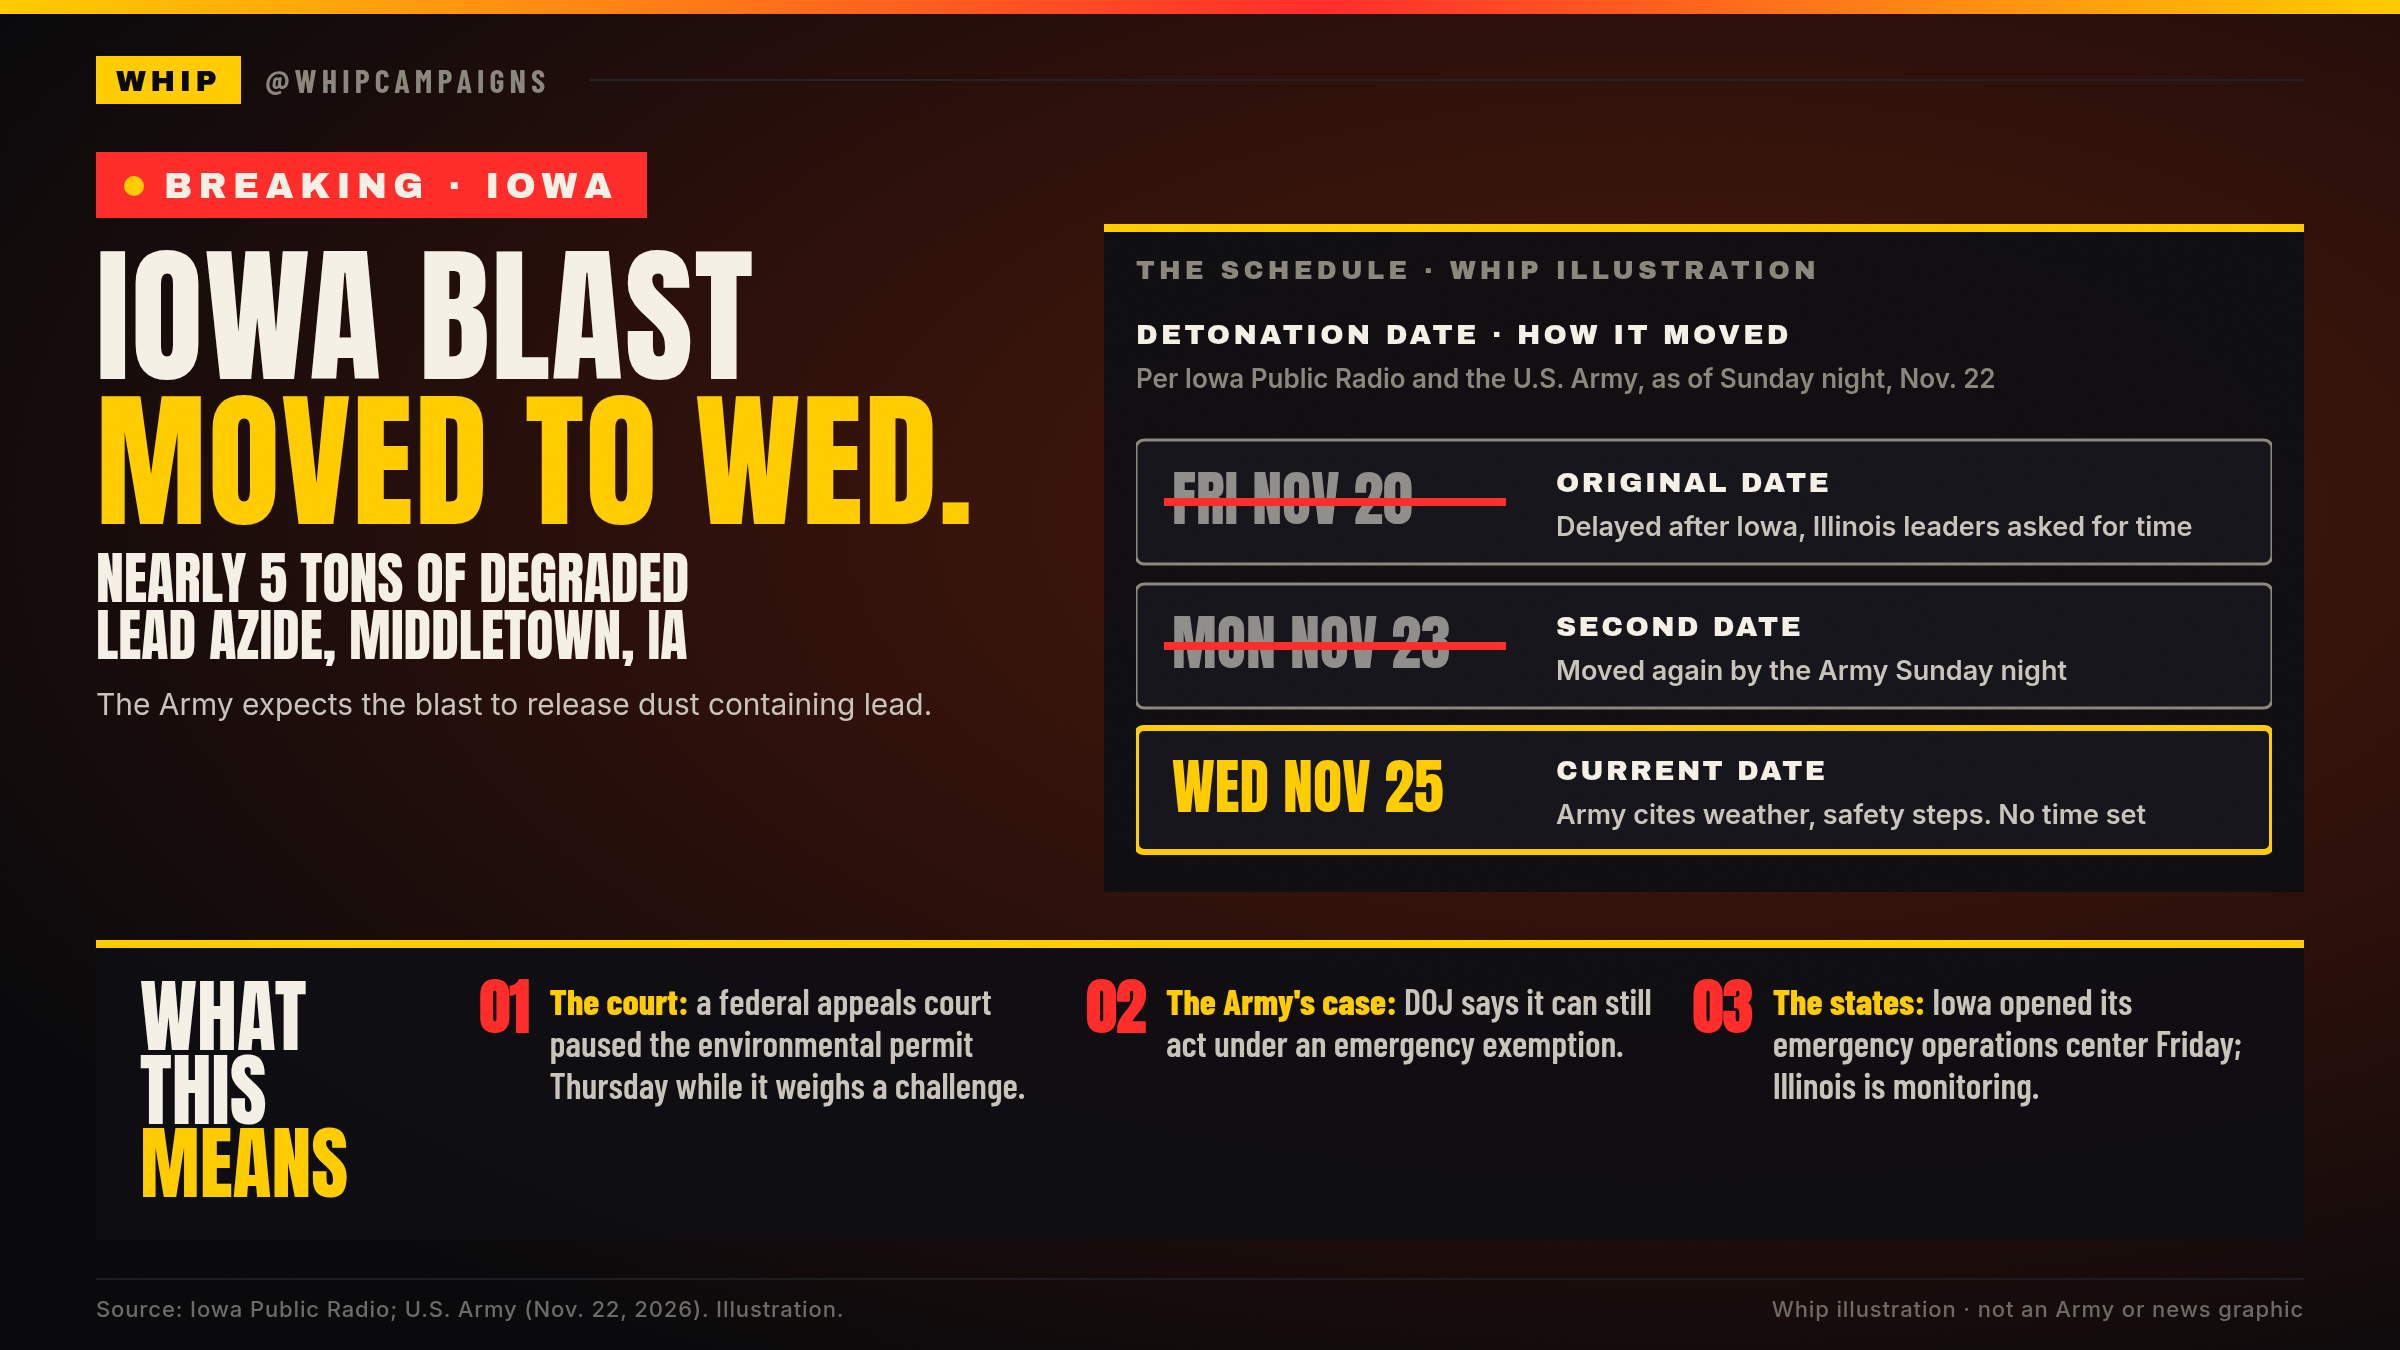 WHIP @WHIPCAMPAIGNS
BREAKING · IOWA
IOWA BLAST
MOVED TO WED.
NEARLY 5 TONS OF DEGRADED
LEAD AZIDE, MIDDLETOWN, IA
The Army expects the blast to release dust containing lead.
THE SCHEDULE · WHIP ILLUSTRATION
DETONATION DATE · HOW IT MOVED
Per Iowa Public Radio and the U.S. Army, as of Sunday night, Nov. 22
FRI NOV 20
ORIGINAL DATE
Delayed after Iowa, Illinois leaders asked for time
MON NOV 23
SECOND DATE
Moved again by the Army Sunday night
WED NOV 25
CURRENT DATE
Army cites weather, safety steps. No time set
WHAT
THIS
MEANS
01 The court: a federal appeals court
paused the environmental permit
Thursday while it weighs a challenge.
02 The Army's case: DOJ says it can still
act under an emergency exemption.
03 The states: Iowa opened its
emergency operations center Friday;
Illinois is monitoring.
Source: Iowa Public Radio; U.S. Army (Nov. 22, 2026). Illustration.
Whip illustration · not an Army or news graphic